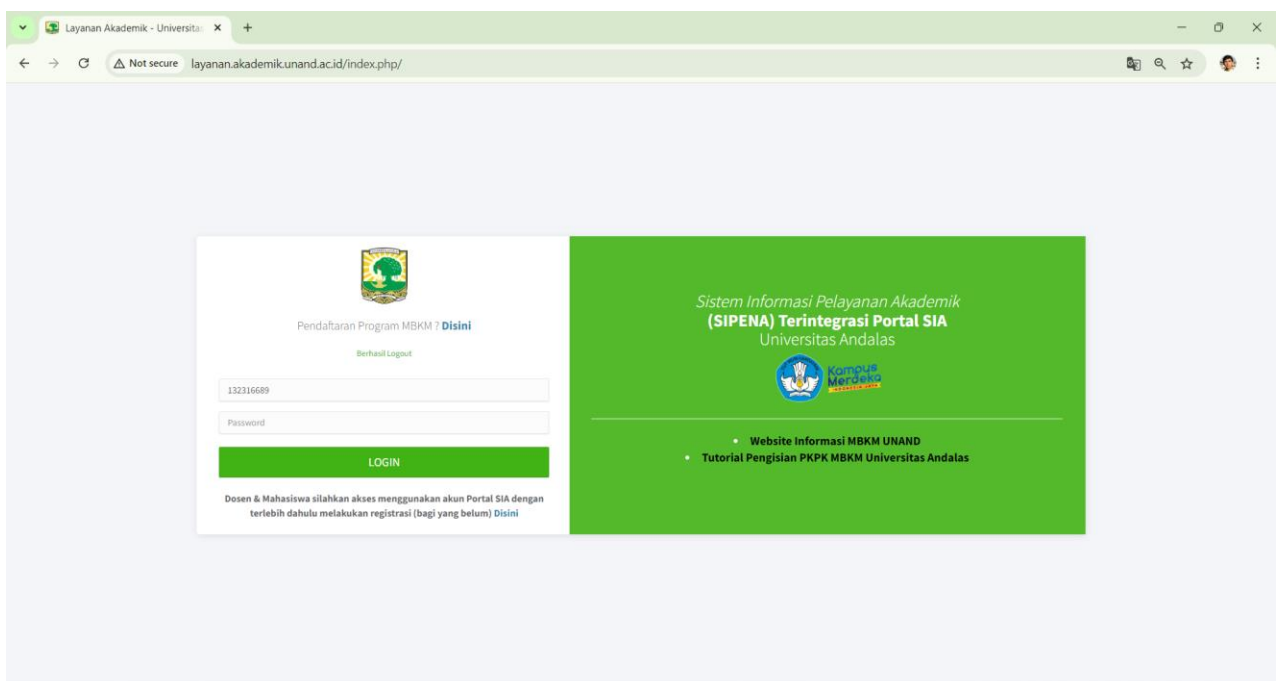 Layanan Akademik - Universitas
Not secure
layanan.akademik.unand.ac.id/index.php/
Pendaftaran Program MBKM ? Disini
Berhasil Logout
132316689
Password
LOGIN
Dosen & Mahasiswa silahkan akses menggunakan akun Portal SIA dengan
terlebih dahulu melakukan registrasi (bagi yang belum) Disini
Sistem Informasi Pelayanan Akademik
(SIPENA) Terintegrasi Portal SIA
Universitas Andalas
Kampus
Merdeka
• Website Informasi MBKM UNAND
• Tutorial Pengisian PKPK MBKM Universitas Andalas